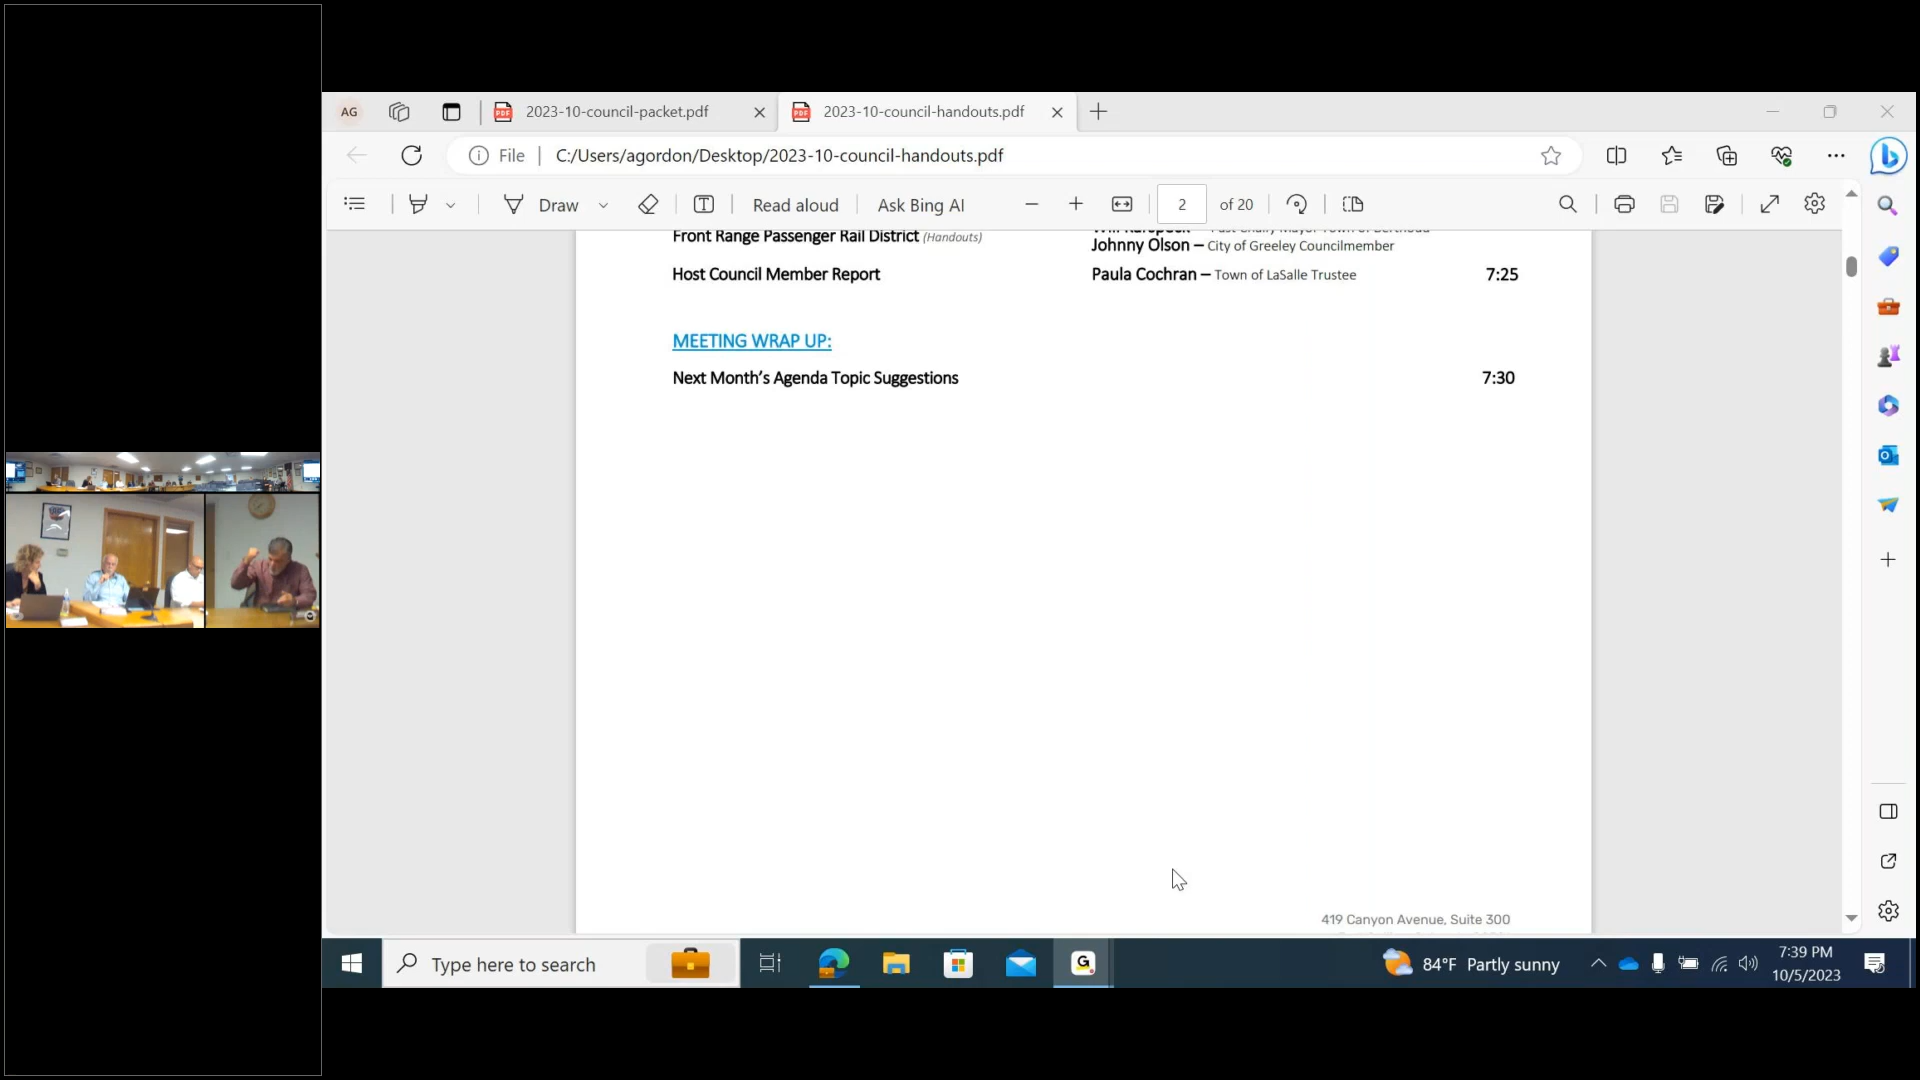 AG
2023-10-council-packet.pdf
2023-10-council-handouts.pdf
File
C:/Users/agordon/Desktop/2023-10-council-handouts.pdf
Draw
Read aloud
Ask Bing AI
2 of 20
Front Range Passenger Rail District (Handouts)
Johnny Olson – City of Greeley Councilmember
Host Council Member Report
Paula Cochran – Town of LaSalle Trustee
7:25
MEETING WRAP UP:
Next Month's Agenda Topic Suggestions
7:30
419 Canyon Avenue, Suite 300
Type here to search
84°F Partly sunny
7:39 PM
10/5/2023